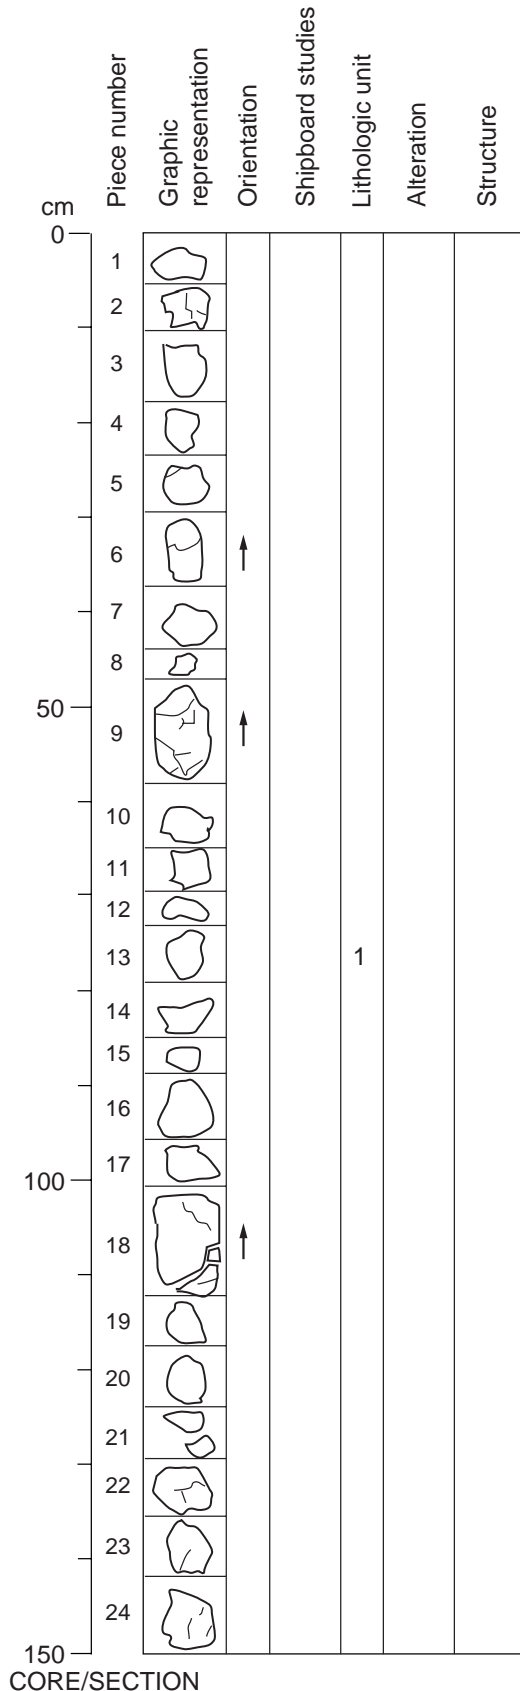 cm
Piece number
Graphic
representation
Orientation
Shipboard studies
Lithologic unit
Alteration
Structure
0
1
2
3
4
5
6
7
8
50
9
10
11
12
13
1
14
15
16
17
100
18
19
20
21
22
23
24
150
CORE/SECTION